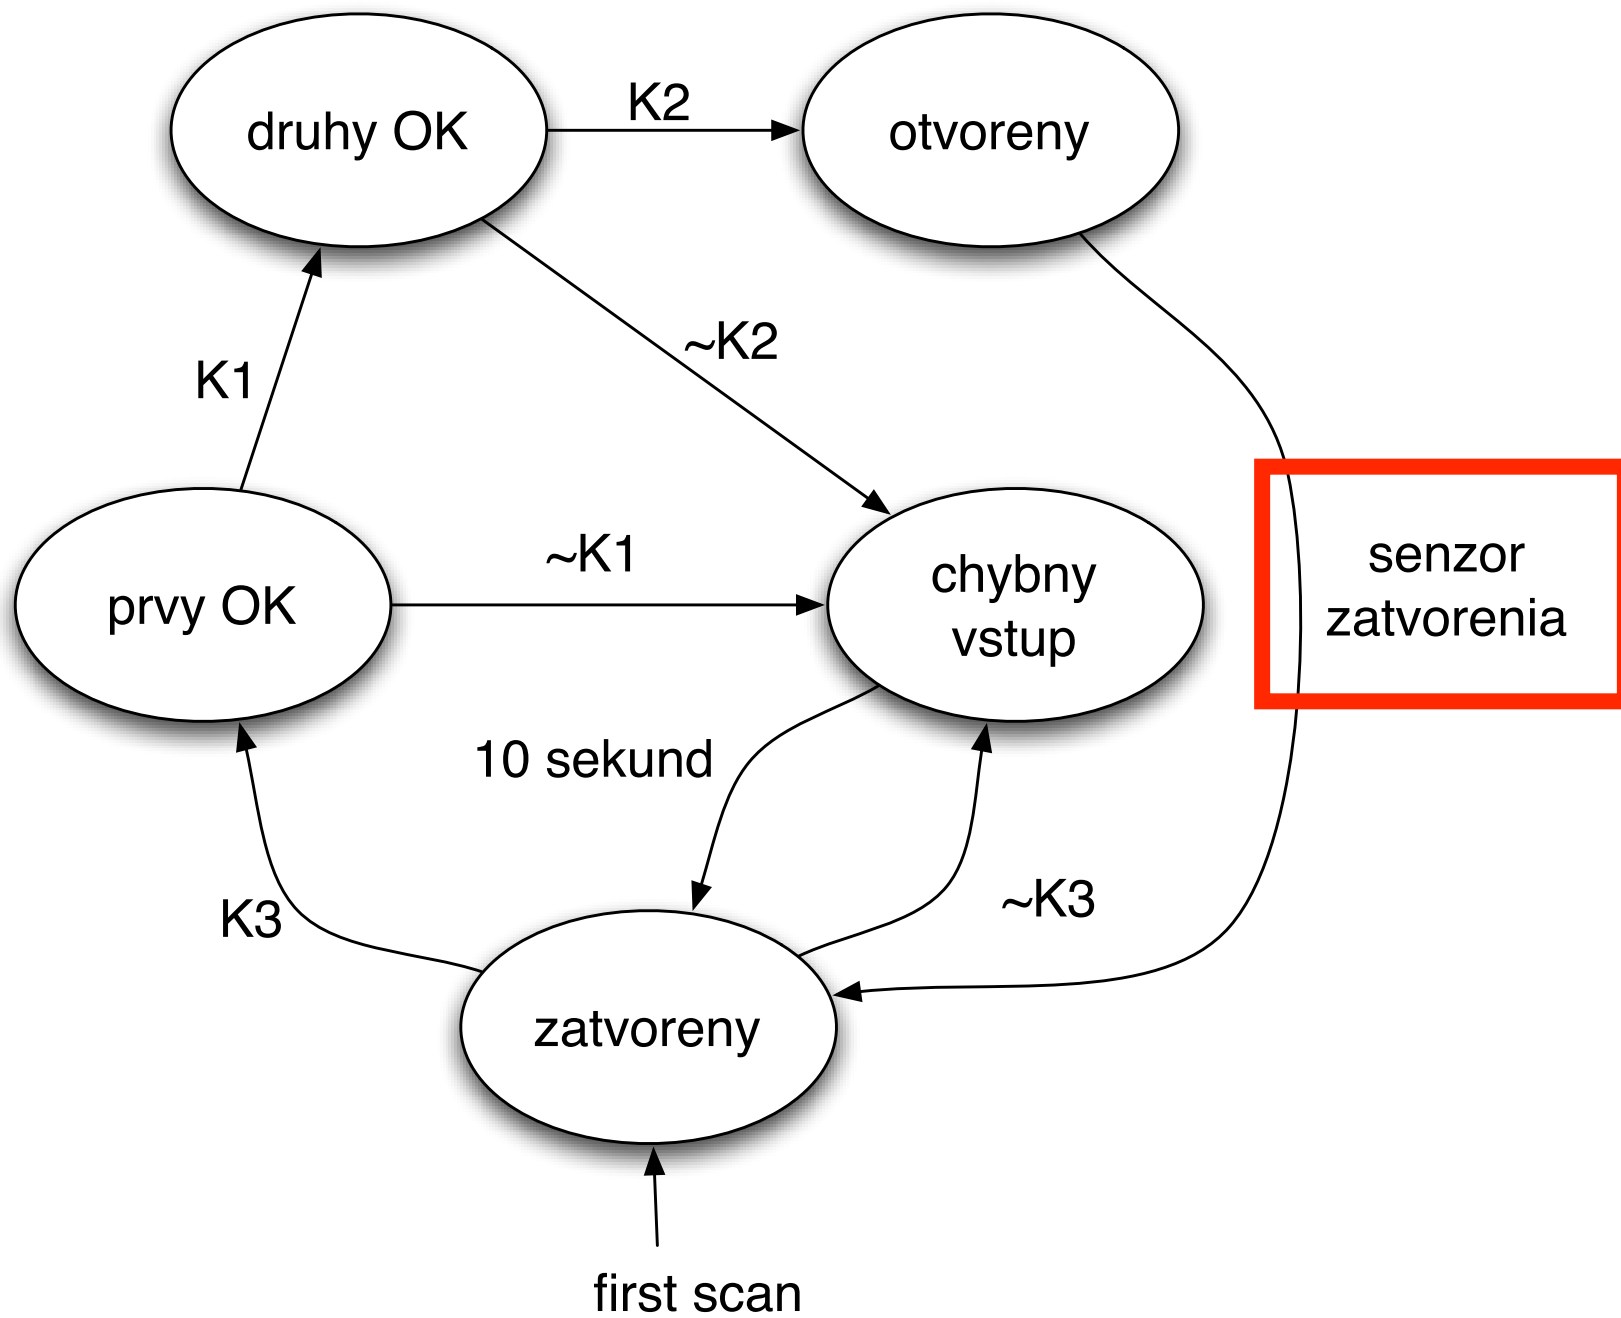 druhy OK
K2
otvoreny
~K2
K1
~K1
prvy OK
chybny
vstup
senzor
zatvorenia
10 sekund
K3
~K3
zatvoreny
first scan